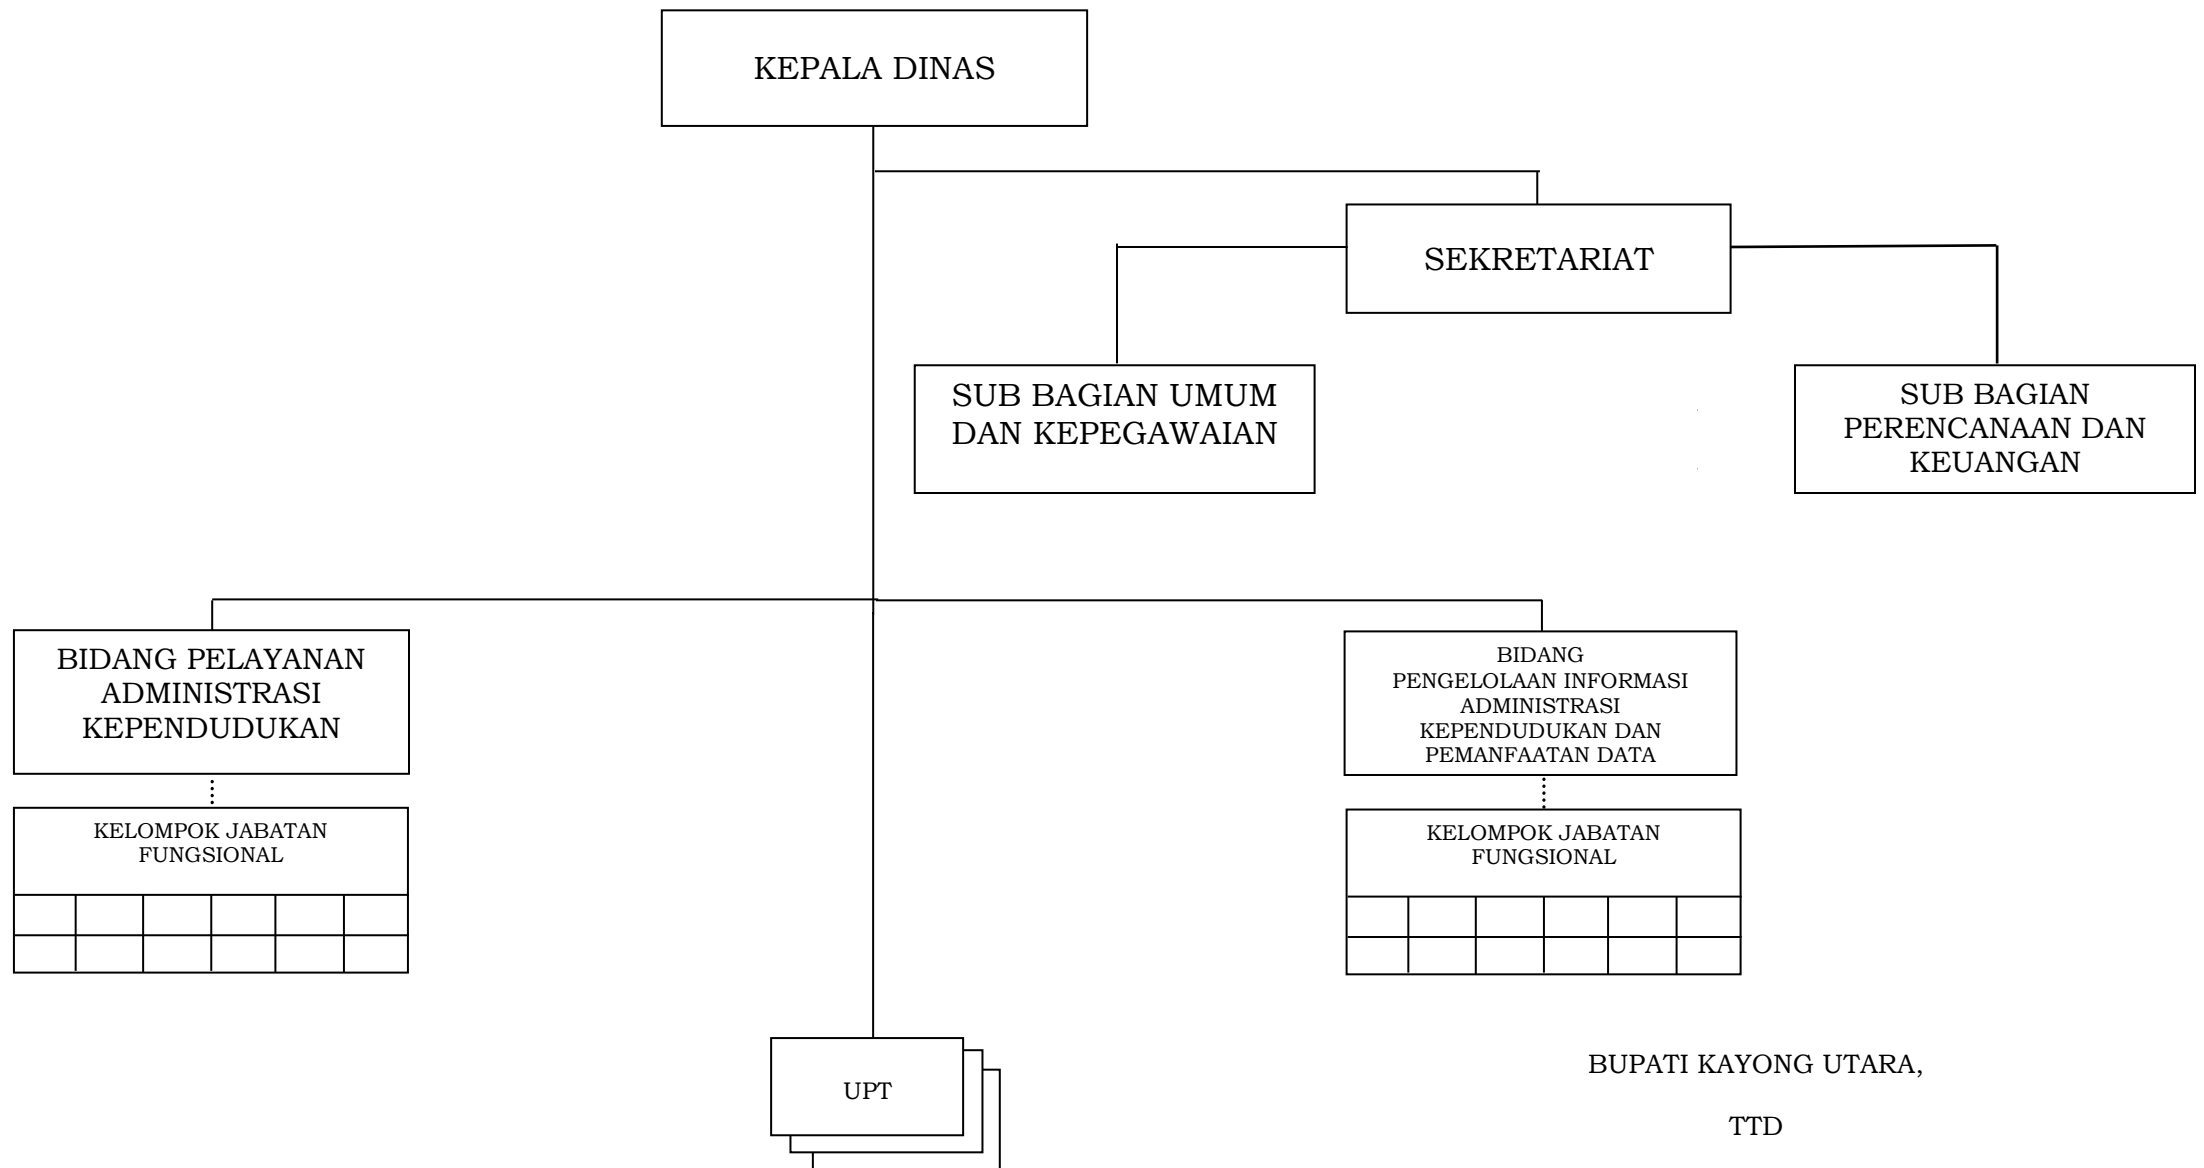 KEPALA DINAS
SEKRETARIAT
SUB BAGIAN UMUM
DAN KEPEGAWAIAN
SUB BAGIAN
PERENCANAAN DAN
KEUANGAN
BIDANG PELAYANAN
ADMINISTRASI
KEPENDUDUKAN
BIDANG
PENGELOLAAN INFORMASI
ADMINISTRASI
KEPENDUDUKAN DAN
PEMANFAATAN DATA
KELOMPOK JABATAN
FUNGSIONAL
KELOMPOK JABATAN
FUNGSIONAL
UPT
BUPATI KAYONG UTARA,
TTD